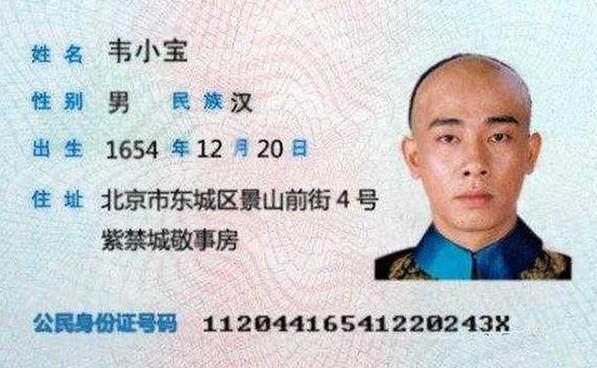 姓名 韦小宝
性别 男 民族 汉
出生 1654 年 12 月 20 日
住址 北京市东城区景山前街 4 号
紫禁城敬事房
公民身份证号码 11204416541220243X